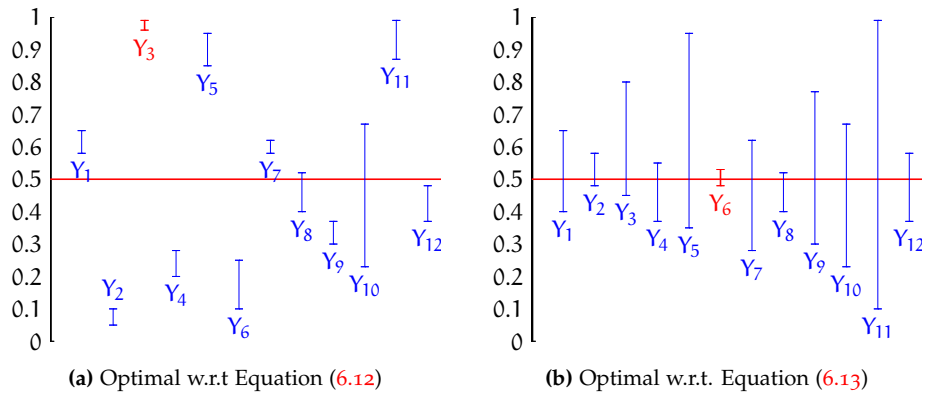 1
0.9
0.8
0.7
0.6
0.5
0.4
0.3
0.2
0.1
0
Y3
Y5
Y11
Y1
Y7
Y8
Y12
Y9
Y2
Y4
Y10
Y6
(a) Optimal w.r.t Equation (6.12)
1
0.9
0.8
0.7
0.6
0.5
0.4
0.3
0.2
0.1
0
Y1
Y2
Y3
Y4
Y5
Y6
Y7
Y8
Y9
Y10
Y11
Y12
(b) Optimal w.r.t. Equation (6.13)